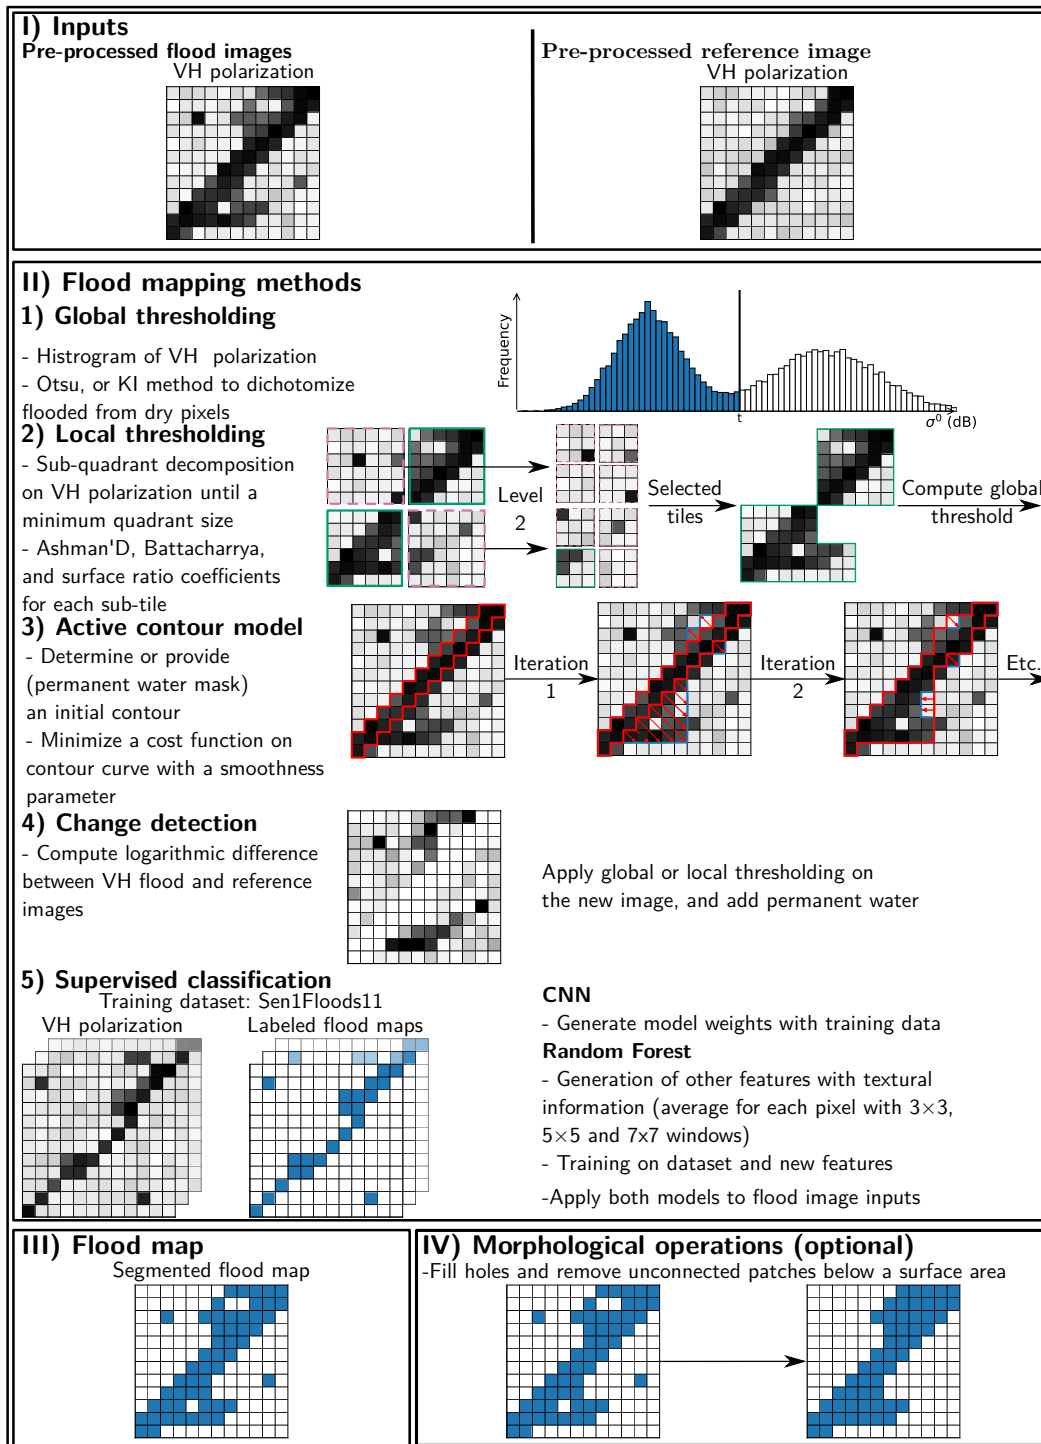 I) Inputs
Pre-processed flood images
VH polarization
Pre-processed reference image
VH polarization
II) Flood mapping methods
1) Global thresholding
- Histrogram of VH polarization
- Otsu, or KI method to dichotomize
flooded from dry pixels
Frequency
t
σ⁰ (dB)
2) Local thresholding
- Sub-quadrant decomposition
on VH polarization until a
minimum quadrant size
- Ashman'D, Battacharrya,
and surface ratio coefficients
for each sub-tile
Level
2
Selected
tiles
Compute global
threshold
3) Active contour model
- Determine or provide
(permanent water mask)
an initial contour
- Minimize a cost function on
contour curve with a smoothness
parameter
Iteration
1
Iteration
2
Etc.
4) Change detection
- Compute logarithmic difference
between VH flood and reference
images
Apply global or local thresholding on
the new image, and add permanent water
5) Supervised classification
Training dataset: Sen1Floods11
VH polarization
Labeled flood maps
CNN
- Generate model weights with training data
Random Forest
- Generation of other features with textural
information (average for each pixel with 3×3,
5×5 and 7x7 windows)
- Training on dataset and new features
-Apply both models to flood image inputs
III) Flood map
Segmented flood map
IV) Morphological operations (optional)
-Fill holes and remove unconnected patches below a surface area